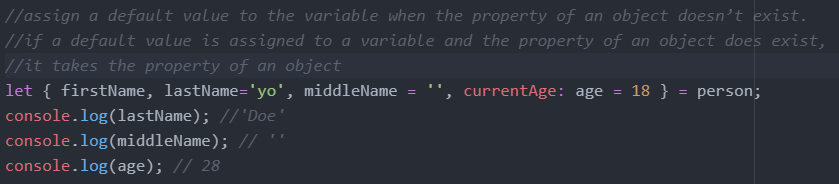 //assign a default value to the variable when the property of an object doesn’t exist.
//if a default value is assigned to a variable and the property of an object does exist,
//it takes the property of an object
let { firstName, lastName='yo', middleName = '', currentAge: age = 18 } = person;
console.log(lastName); //'Doe'
console.log(middleName); // ''
console.log(age); // 28